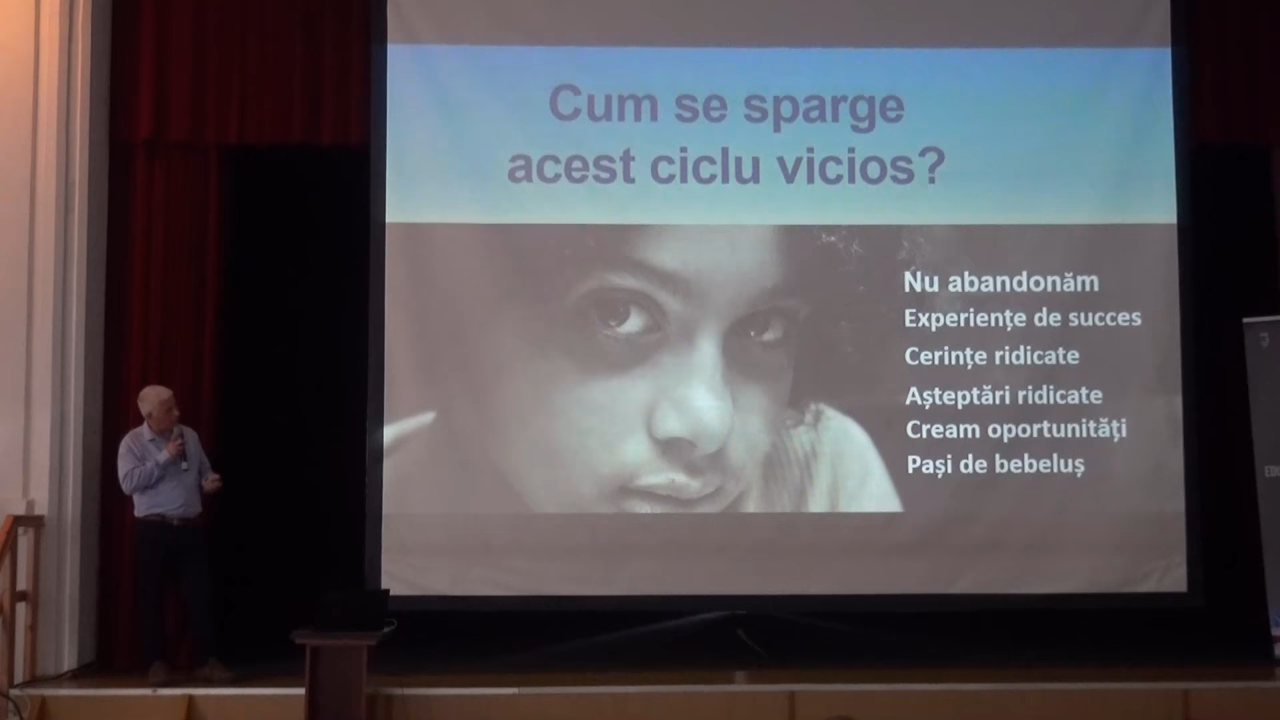 Cum se sparge
acest ciclu vicios?
Nu abandonăm
Experiențe de succes
Cerințe ridicate
Așteptări ridicate
Cream oportunități
Pași de bebeluș